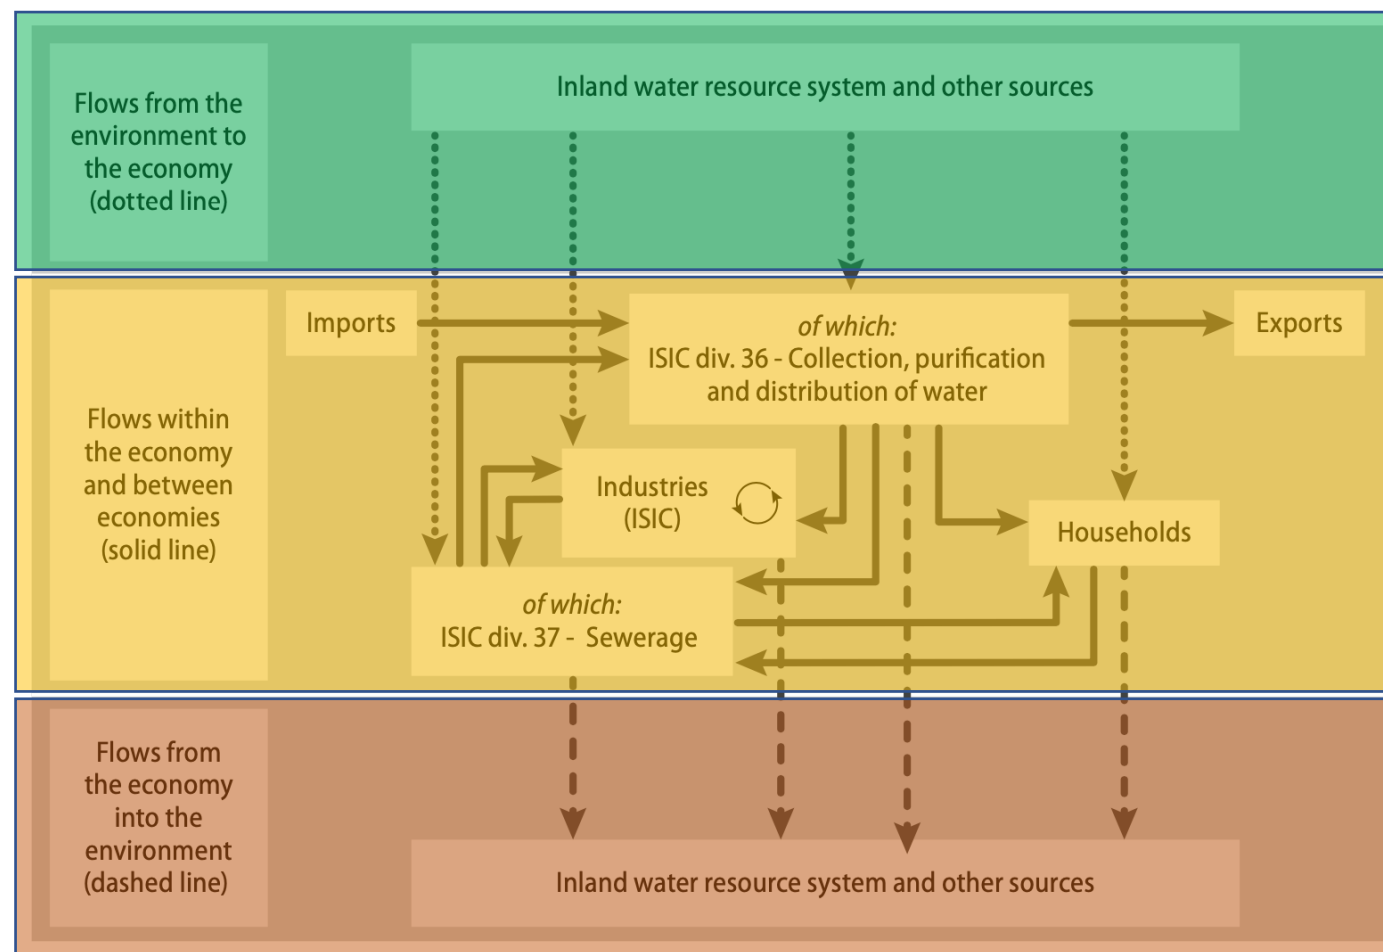 Flows from the
environment to
the economy
(dotted line)
Inland water resource system and other sources
Flows within
the economy
and between
economies
(solid line)
Imports
of which:
ISIC div. 36 - Collection, purification
and distribution of water
Exports
Industries
(ISIC)
Households
of which:
ISIC div. 37 - Sewerage
Flows from
the economy
into the
environment
(dashed line)
Inland water resource system and other sources